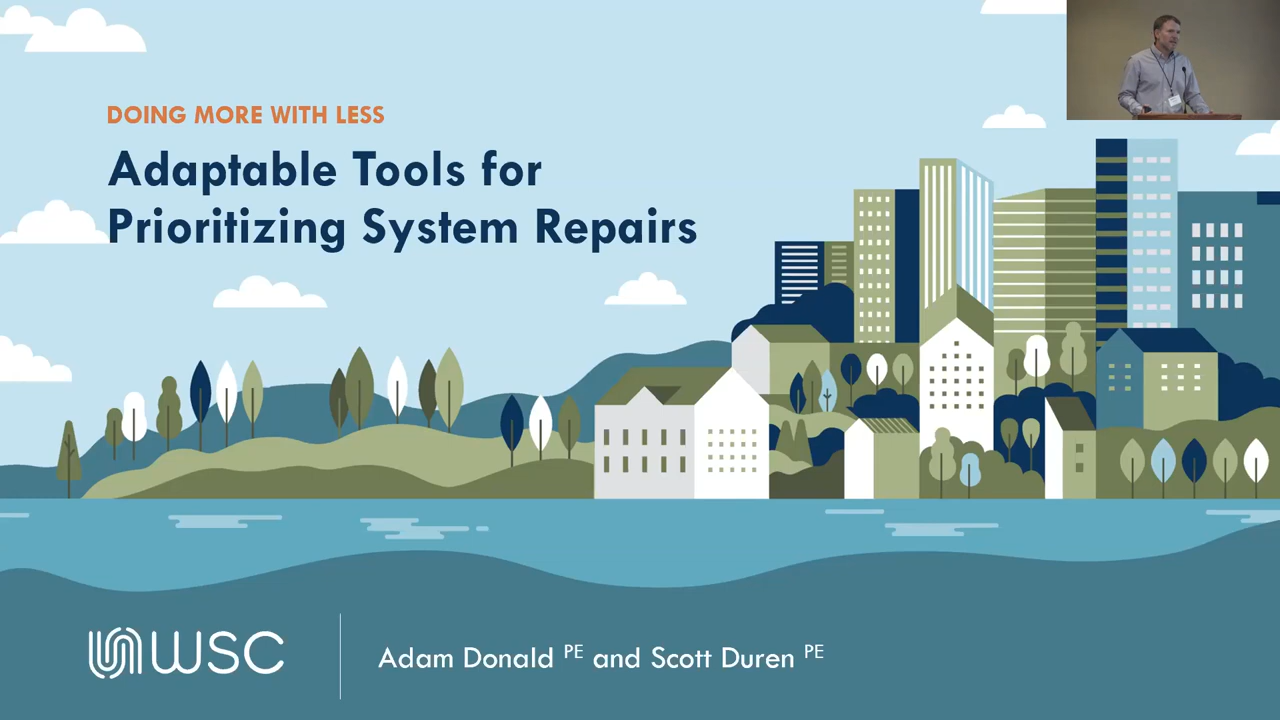 DOING MORE WITH LESS
Adaptable Tools for
Prioritizing System Repairs
WSC
Adam Donald PE and Scott Duren PE